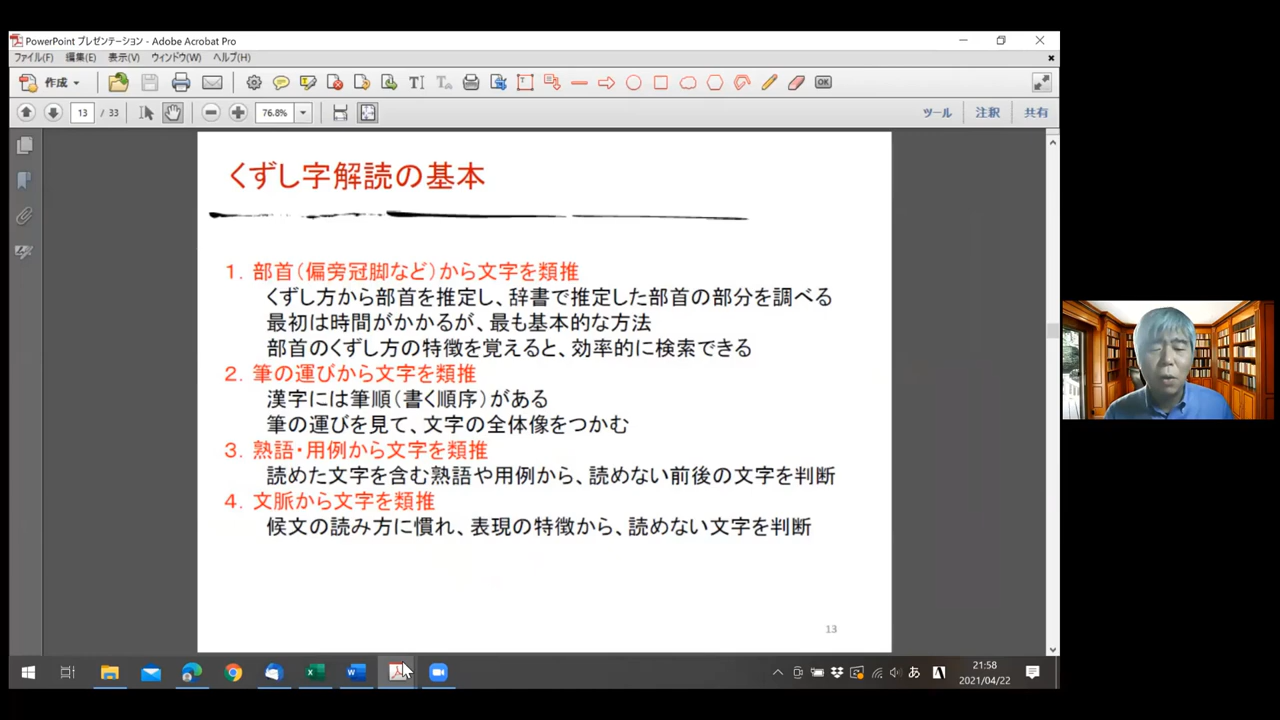 PowerPoint プレゼンテーション - Adobe Acrobat Pro
ファイル(F) 編集(E) 表示(V) ウィンドウ(W) ヘルプ(H)
作成
OK
13 / 33
76.8%
ツール 注釈 共有
くずし字解読の基本
1. 部首(偏旁冠脚など)から文字を類推
くずし方から部首を推定し、辞書で推定した部首の部分を調べる
最初は時間がかかるが、最も基本的な方法
部首のくずし方の特徴を覚えると、効率的に検索できる
2. 筆の運びから文字を類推
漢字には筆順(書く順序)がある
筆の運びを見て、文字の全体像をつかむ
3. 熟語・用例から文字を類推
読めた文字を含む熟語や用例から、読めない前後の文字を判断
4. 文脈から文字を類推
候文の読み方に慣れ、表現の特徴から、読めない文字を判断
13
あ
A
21:58
2021/04/22